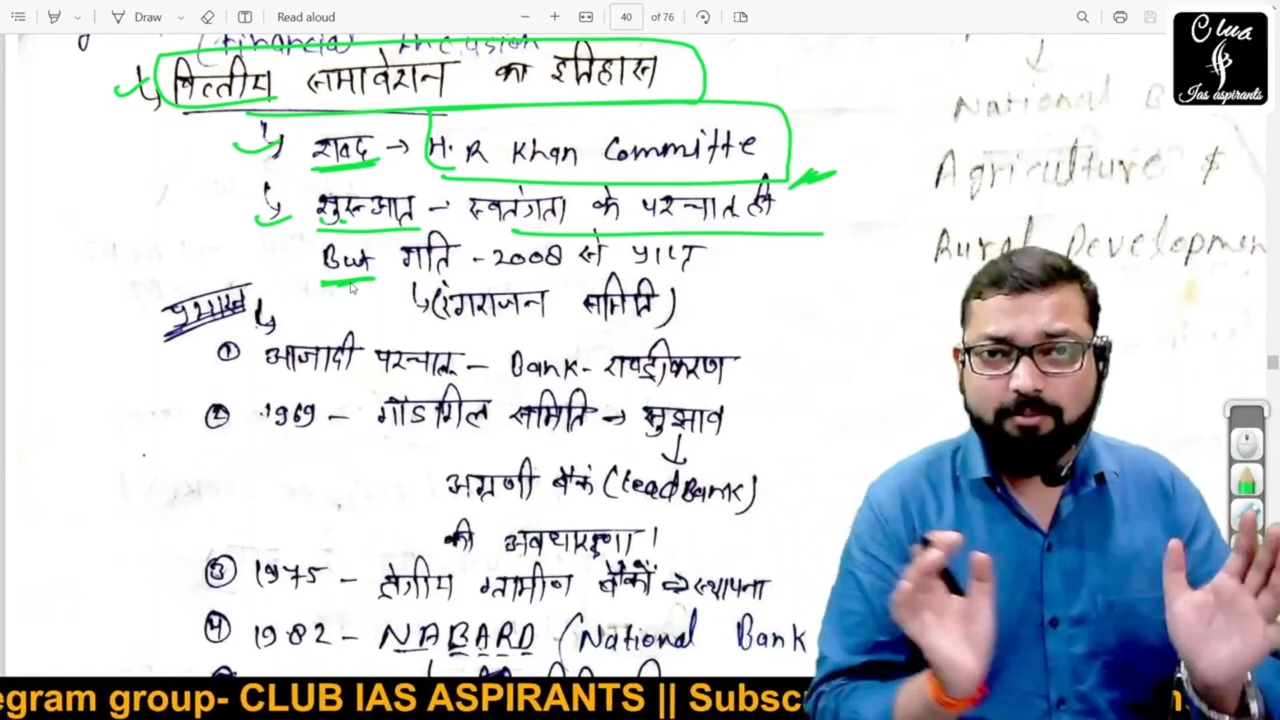 Draw
Read aloud
40 of 76
(Financial Inclusion
वित्तीय समावेशन का इतिहास
शब्द → H. R Khan Committe
शुरूआत - स्वतंत्रता के पश्चात ही
But गति - 2008 से
(रंगराजन समिति)
① आजादी पश्चात - Bank - राष्ट्रीकरण
② 1969 - गॉडगिल समिति → सुझाव
अग्रणी बैंक (Lead Bank)
की अवधारणा।
③ 1975 - क्षेत्रीय ग्रामीण बैंकों स्थापना
④ 1982 - NABARD (National Bank
National B
Agriculture &
Rural Developmen
Club
Ias aspirants
egram group- CLUB IAS ASPIRANTS || Subsc